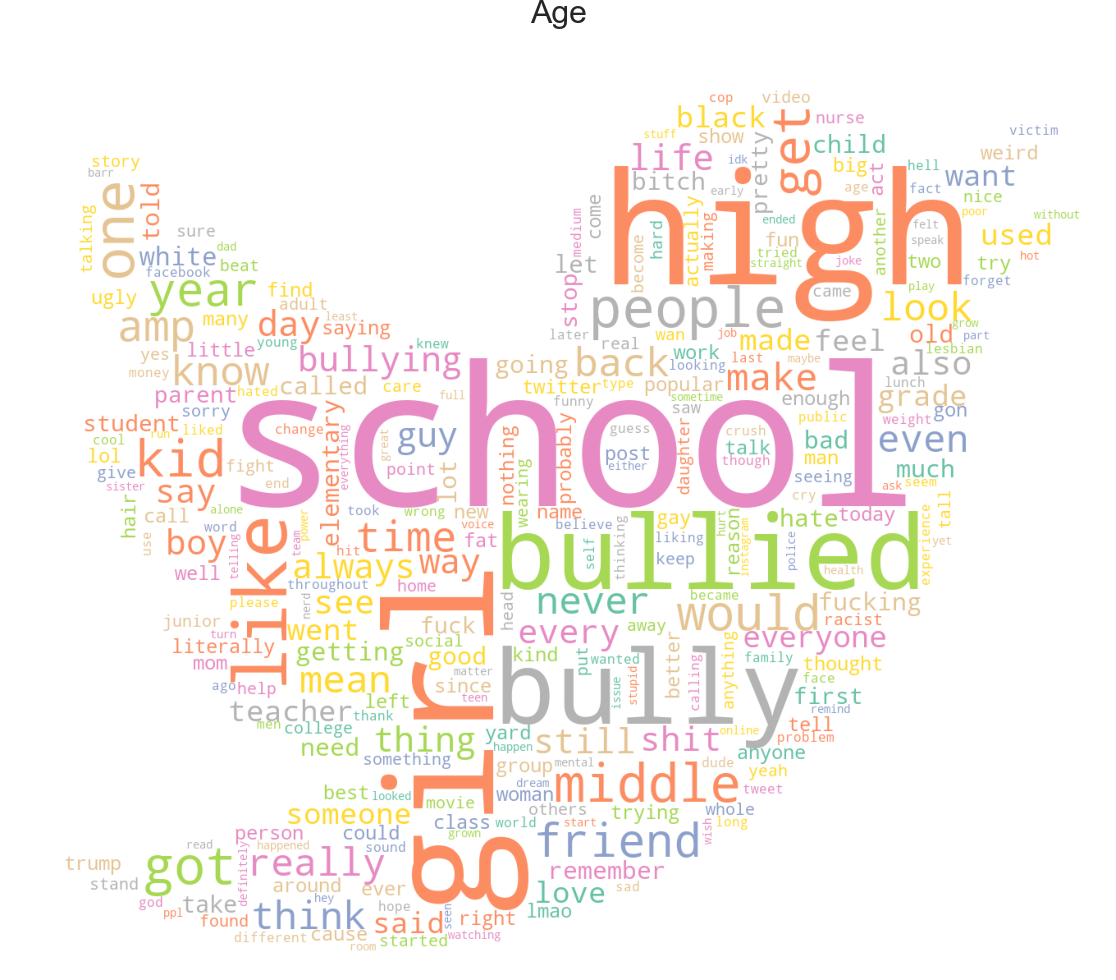 Age
cop
video
black
get
nurse
stuff
show
pretty
child
victim
story
barr
life
idk
big
act
hell
weird
bitch
early
age
fact
want
one
told
come
high
nice
talking
sure
medium
hard
actually
making
ended
fun
another
felt
poor
without
white
dad
facebook
beat
let
become
tried
straight
joke
speak
two
used
try
hot
year
find
ugly
adult
stop
people
came
play
forget
look
amp
many
day
saying
least
young
later
real
wan
job
made
feel
old
grow
part
lesbian
yes
little
bullying
knew
going
back
work
looking
last
maybe
also
money
know
hated
called
care
full
twitter
type
popular
sometime
make
enough
lunch
grade
parent
sorry
funny
saw
public
weight
gon
student
cool
run
liked
change
elementary
everything
great
guy
school
guess
crush
daughter
post
either
talk
though
bad
man
even
lol
kid
fight
point
lot
nothing
probably
seeing
much
give
end
sister
say
ask
seem
cry
hair
alone
took
wrong
new
wearing
name
tall
call
word
power
voice
believe
gay
hurt
hate
today
use
boy
like
team
hit
time
fat
self
thinking
liking
reason
instagram
police
experience
yet
telling
always
way
bullied
keep
health
well
throughout
home
please
nerd
see
girl
head
never
became
would
fucking
junior
turn
went
fuck
social
every
away
racist
literally
everyone
mom
getting
good
kind
put
wanted
better
family
thought
matter
ago
help
mean
since
teen
bully
issue
stupid
calling
anything
face
first
teacher
left
thank
remind
men
college
yard
online
tell
need
thing
happen
still
shit
problem
anyone
something
group
mental
dude
yeah
best
looked
movie
dream
woman
middle
tweet
someone
others
trying
whole
class
world
start
wish
long
person
could
grown
friend
read
happened
sound
trump
got
definitely
really
remember
stand
around
ever
sad
god
take
hey
hope
love
ppl
found
think
seen
right
lmao
said
different
cause
started
watching
room